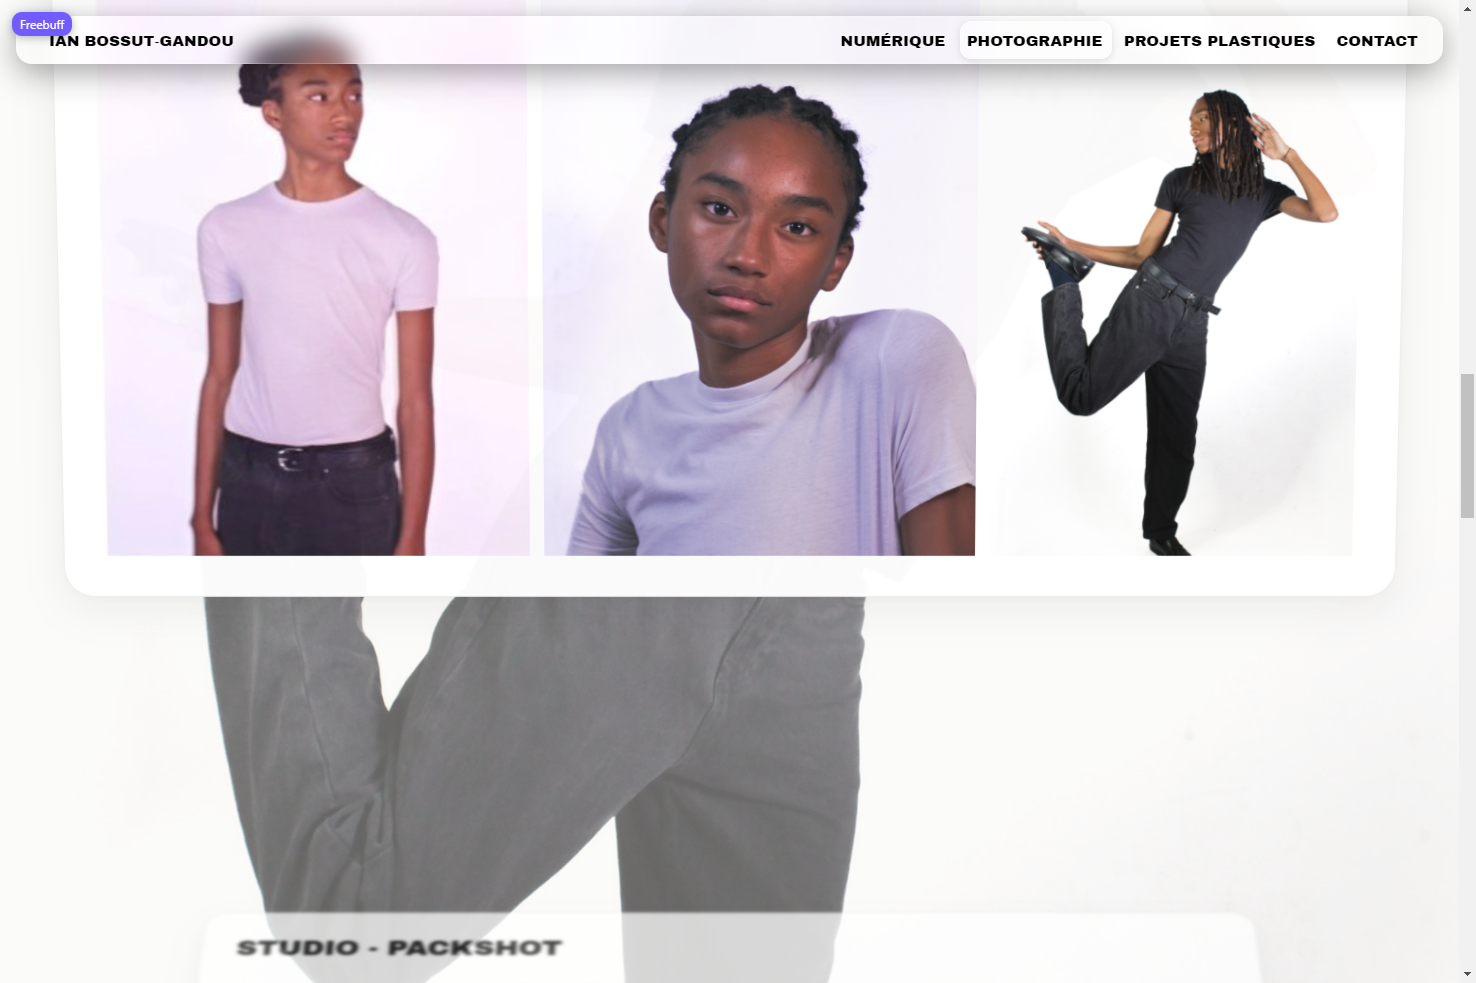 Freebuff
IAN BOSSUT-GANDOU
NUMÉRIQUE
PHOTOGRAPHIE
PROJETS PLASTIQUES
CONTACT
STUDIO - PACKSHOT